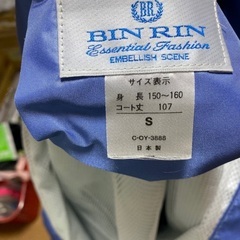 BR
BIN RIN
Essential Fashion
EMBELLISH SCENE
サイズ表示
身 長 150~160
コート丈 107
S
C-OY-3888
日本製